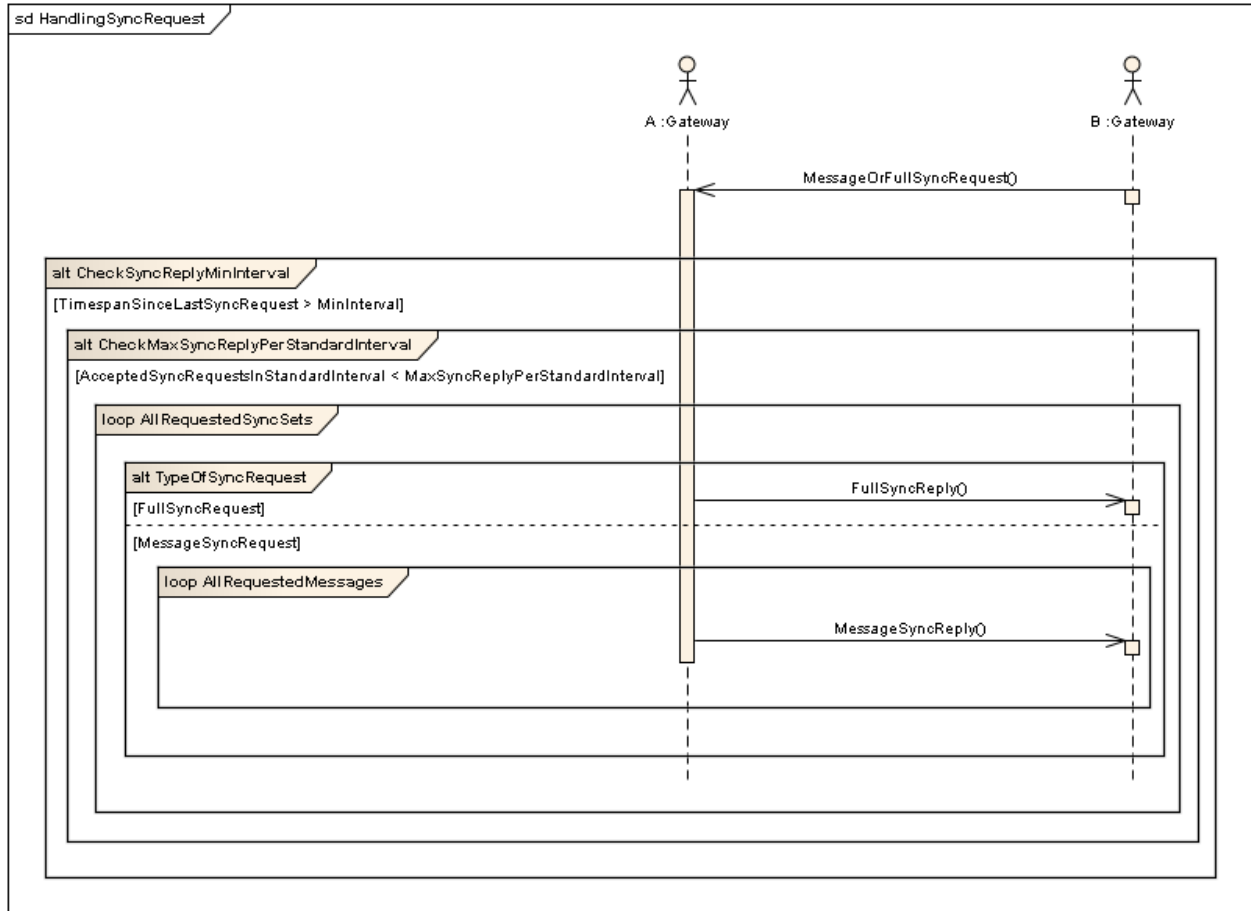 sd HandlingSyncRequest
A :Gateway
B :Gateway
MessageOrFullSyncRequest()
alt CheckSyncReplyMinInterval
[TimespanSinceLastSyncRequest > MinInterval]
alt CheckMaxSyncReplyPerStandardInterval
[AcceptedSyncRequestsInStandardInterval < MaxSyncReplyPerStandardInterval]
loop AllRequestedSyncSets
alt TypeOfSyncRequest
FullSyncReply()
[FullSyncRequest]
[MessageSyncRequest]
loop AllRequestedMessages
MessageSyncReply()